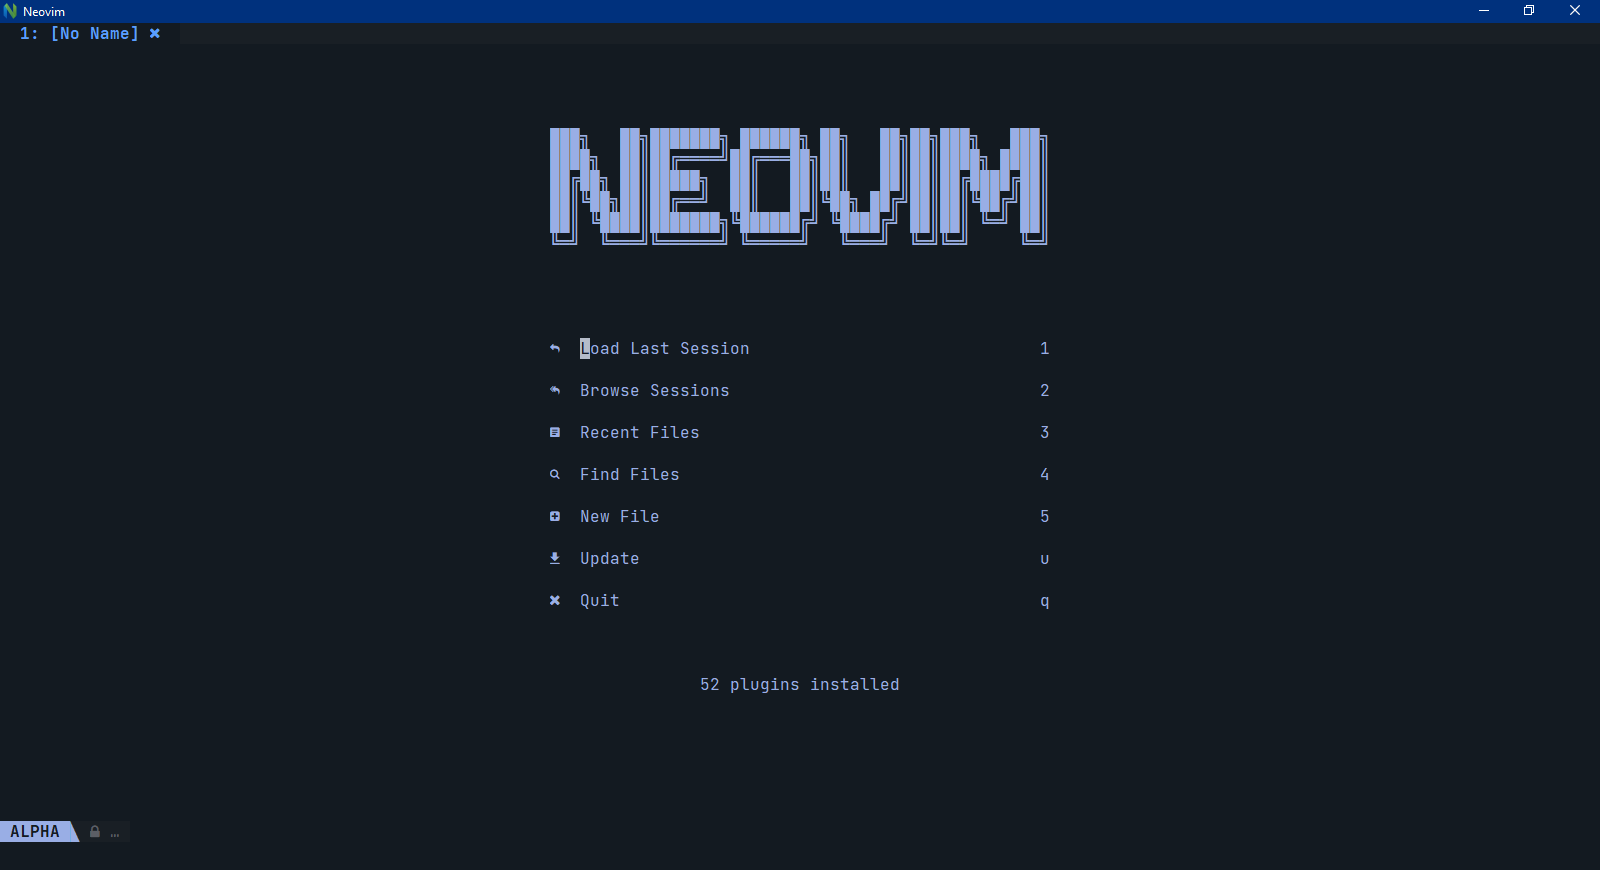 Neovim
1: [No Name] ✖
NEOVIM
Load Last Session 1
Browse Sessions 2
Recent Files 3
Find Files 4
New File 5
Update u
Quit q
52 plugins installed
ALPHA …